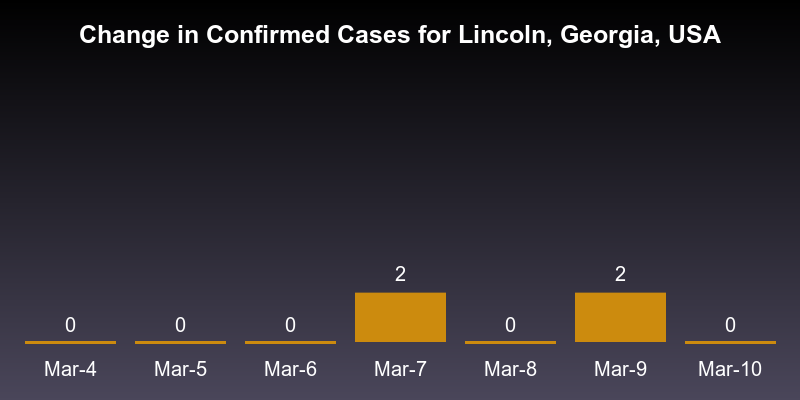 Change in Confirmed Cases for Lincoln, Georgia, USA
2 2
0 0 0 0 0
Mar-4 Mar-5 Mar-6 Mar-7 Mar-8 Mar-9 Mar-10